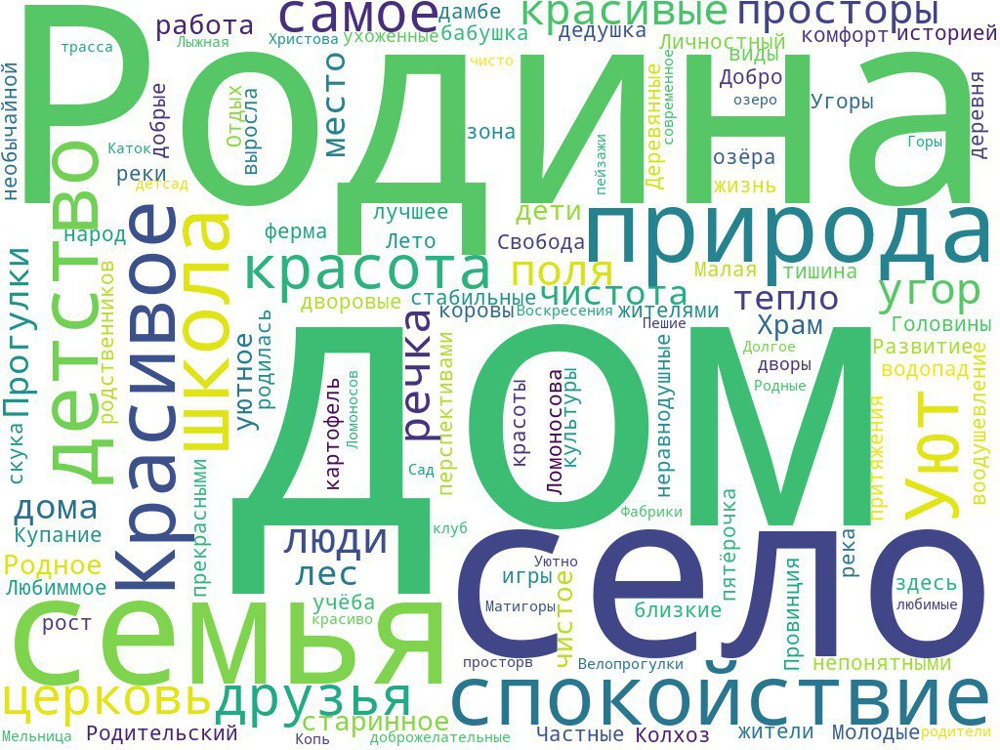 самое
дамбе
красивые
просторы
работа
Лыжная
Христова
ухоженные
бабушка
дедушка
Личностный
комфорт
историей
трасса
Родина
чисто
виды
Добро
современное
необычайной
добрые
Отдых
выросла
место
зона
пейзажи
Деревянные
озеро
Угоры
деревня
Каток
Горы
озёра
реки
детсад
жизнь
детство
Красивое
школа
лучшее
дети
природа
народ
ферма
Лето
Свобода
красота
поля
Малая
тишина
Прогулки
родственников
дворовые
стабильные
чистота
тепло
угор
коровы
Воскресения
жителями
Пешие
Храм
Головины
уютное
родилась
речка
дом
Долгое
Развитие
дворы
водопад
Родные
скука
картофель
Ломоносов
перспективами
красоты
Ломоносова
культуры
неравнодушные
притяжения
Уют
воодушевление
прекрасными
Сад
пятёрочка
дома
Фабрики
Купание
люди
клуб
село
река
Родное
лес
Уютно
игры
чистое
Провинция
здесь
Любиммое
семья
учёба
Матигоры
близкие
любимые
рост
красиво
просторв
Велопрогулки
непонятными
церковь
друзья
спокойствие
старинное
Мельница
Родительский
Копь
доброжелательные
Частные
Колхоз
жители
Молодые
родители